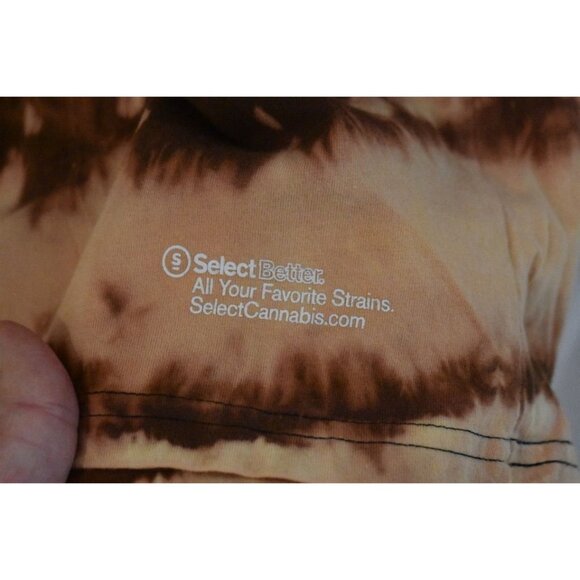 S Select Better.
All Your Favorite Strains.
SelectCannabis.com